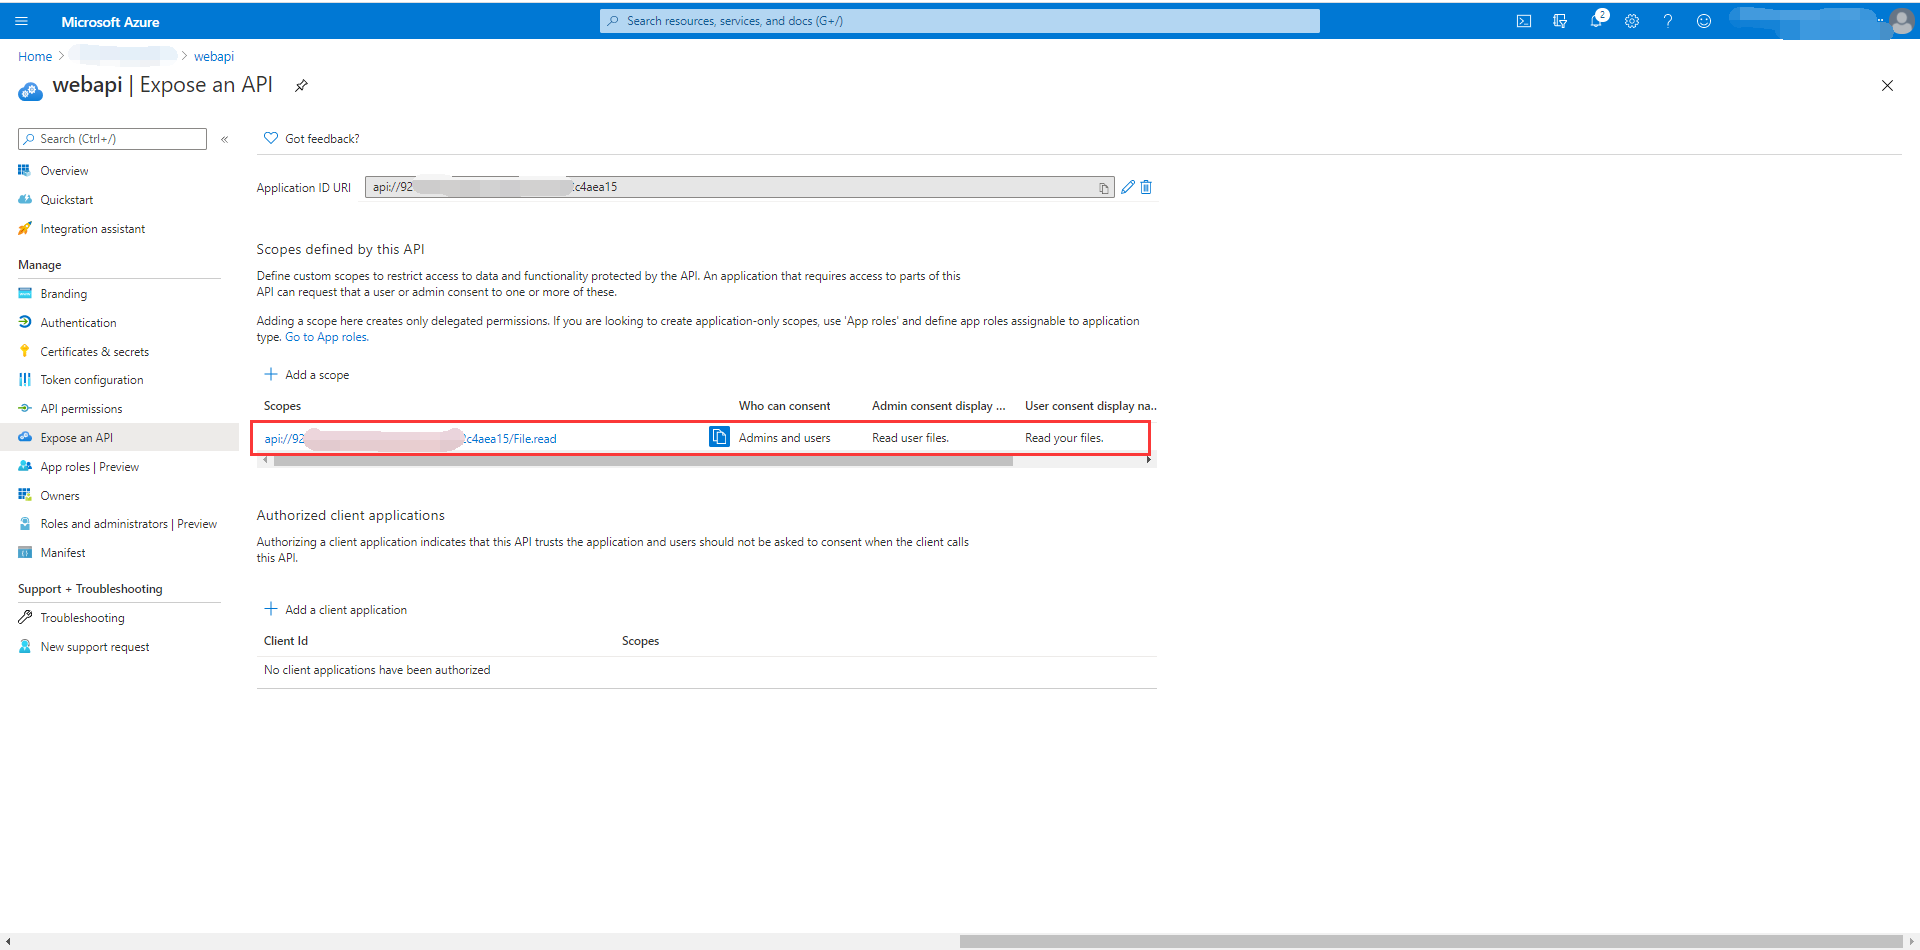 Microsoft Azure
Search resources, services, and docs (G+/)
2
Home > > webapi
webapi | Expose an API
Search (Ctrl+/)
«
Got feedback?
Overview
Quickstart
Integration assistant
Manage
Branding
Authentication
Certificates & secrets
Token configuration
API permissions
Expose an API
App roles | Preview
Owners
Roles and administrators | Preview
Manifest
Support + Troubleshooting
Troubleshooting
New support request
Application ID URI
api://92 c4aea15
Scopes defined by this API
Define custom scopes to restrict access to data and functionality protected by the API. An application that requires access to parts of this
API can request that a user or admin consent to one or more of these.
Adding a scope here creates only delegated permissions. If you are looking to create application-only scopes, use 'App roles' and define app roles assignable to application
type. Go to App roles.
Add a scope
Scopes Who can consent Admin consent display ... User consent display na..
api://92 c4aea15/File.read Admins and users Read user files. Read your files.
Authorized client applications
Authorizing a client application indicates that this API trusts the application and users should not be asked to consent when the client calls
this API.
Add a client application
Client Id Scopes
No client applications have been authorized